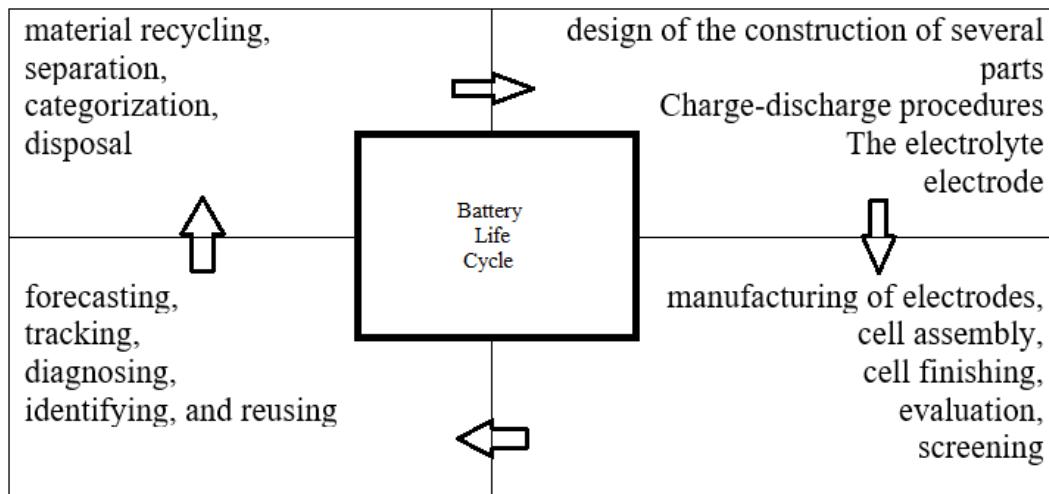 material recycling,
separation,
categorization,
disposal
design of the construction of several
parts
Charge-discharge procedures
The electrolyte
electrode
Battery
Life
Cycle
forecasting,
tracking,
diagnosing,
identifying, and reusing
manufacturing of electrodes,
cell assembly,
cell finishing,
evaluation,
screening